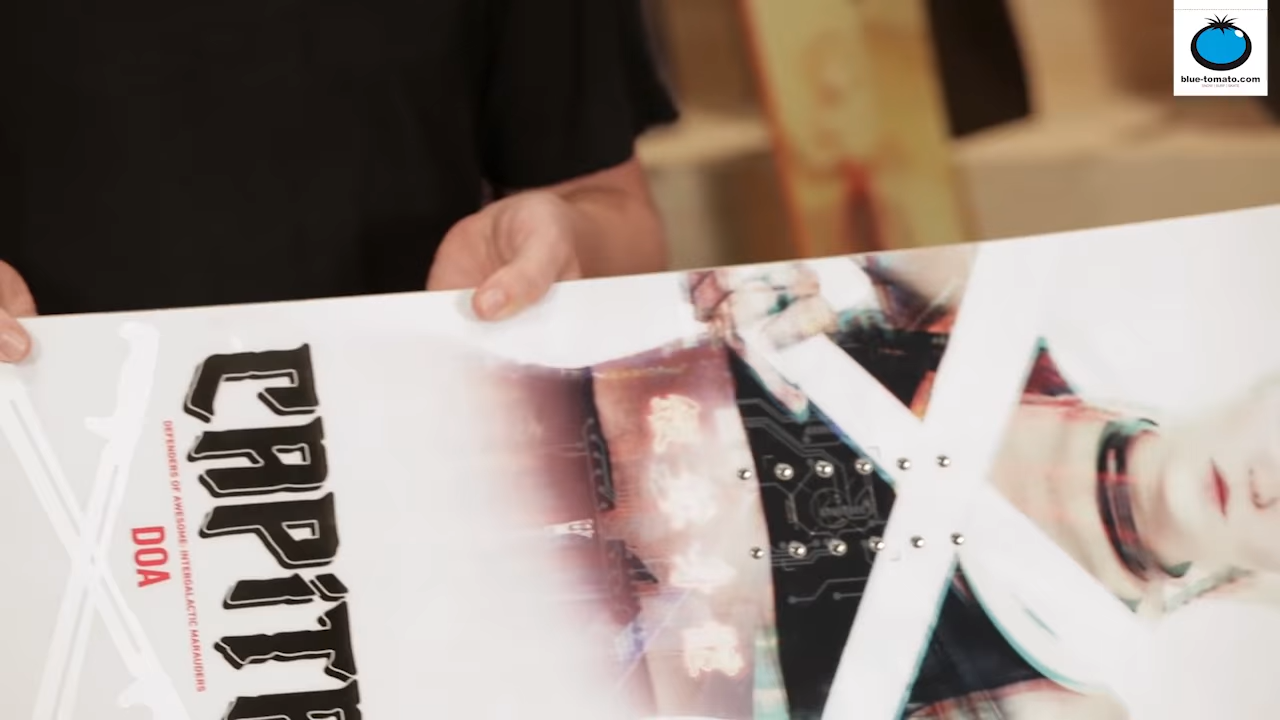 blue-tomato.com
CAPiTA
DEFENDERS OF AWESOME: INTERGALACTIC MARAUDERS
DOA